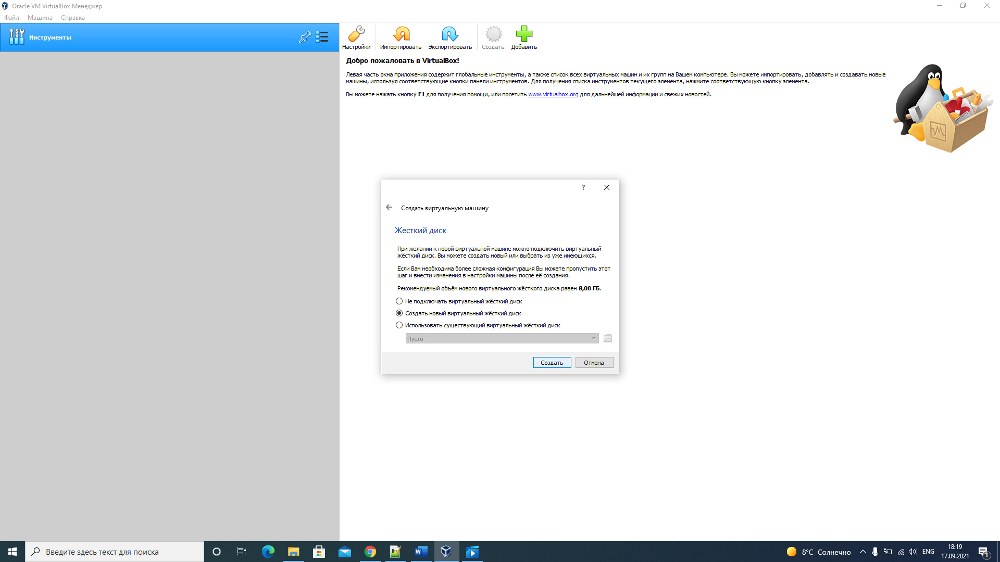 Oracle VM VirtualBox Менеджер
Файл Машина Справка
Инструменты
Настройки Импортировать Экспортировать Создать Добавить
Добро пожаловать в VirtualBox!
Левая часть окна приложения содержит глобальные инструменты, а также список всех виртуальных машин и их групп на Вашем компьютере. Вы можете импортировать, добавлять и создавать новые
машины, используя соответствующие кнопки панели инструментов. Для получения списка инструментов текущего элемента, нажмите соответствующую кнопку элемента.
Вы можете нажать кнопку F1 для получения помощи, или посетить www.virtualbox.org для дальнейшей информации и свежих новостей.
?
Создать виртуальную машину
Жесткий диск
При желании к новой виртуальной машине можно подключить виртуальный
жёсткий диск. Вы можете создать новый или выбрать из уже имеющихся.
Если Вам необходима более сложная конфигурация Вы можете пропустить этот
шаг и внести изменения в настройки машины после её создания.
Рекомендуемый объём нового виртуального жёсткого диска равен 8,00 ГБ.
Не подключать виртуальный жёсткий диск
Создать новый виртуальный жёсткий диск
Использовать существующий виртуальный жёсткий диск
Пусто
Создать Отмена
Введите здесь текст для поиска
8°C Солнечно
ENG
18:19
17.09.2021
1